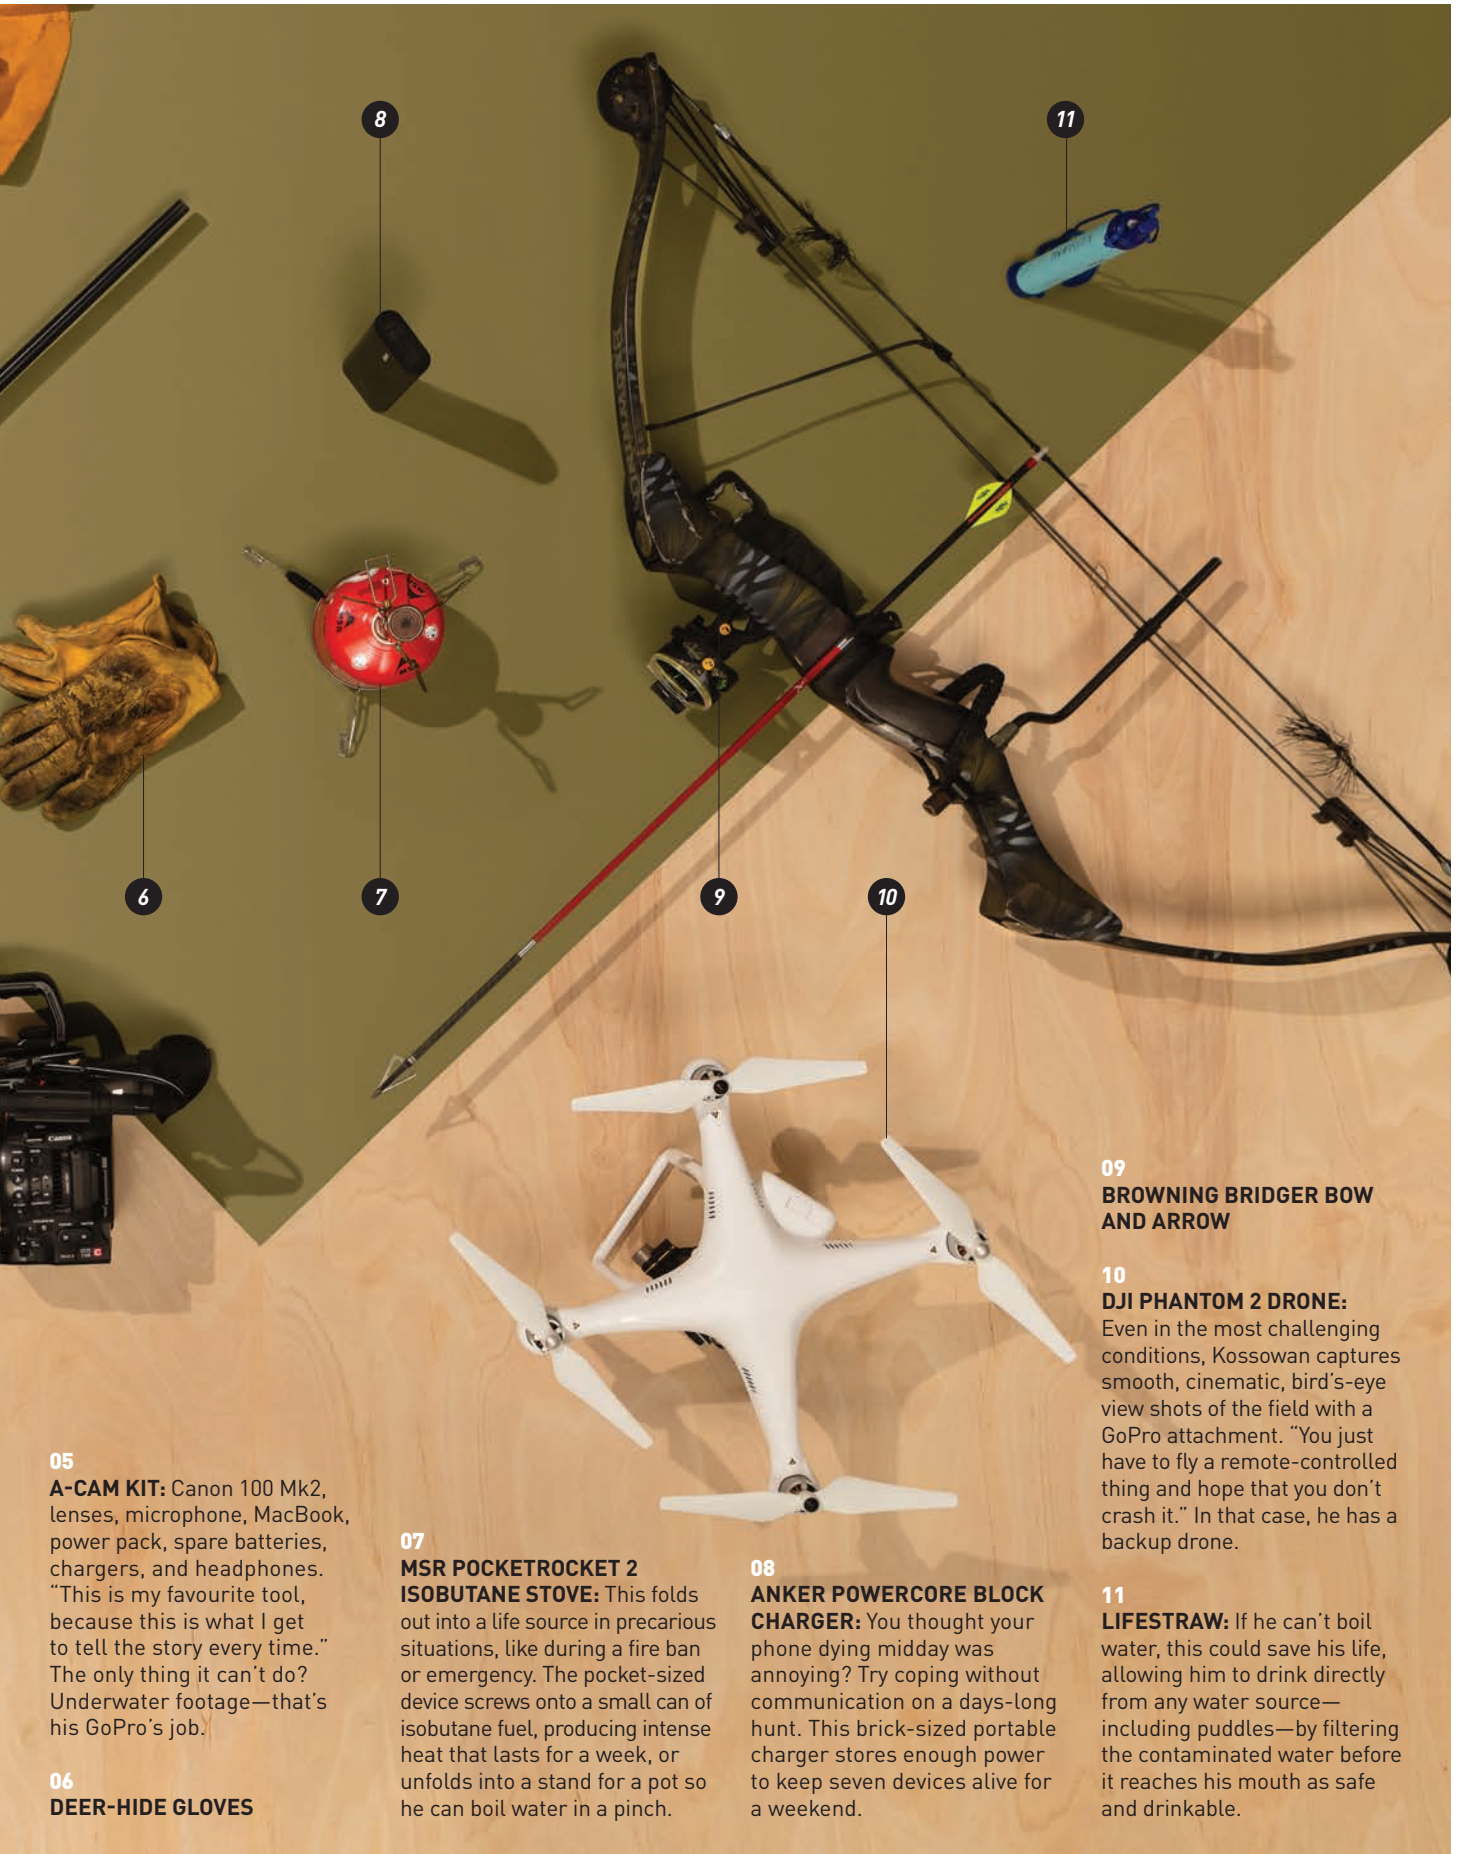 8
11
6
7
9
10
BROWNING
MSR
CANON
05
A-CAM KIT: Canon 100 Mk2,
lenses, microphone, MacBook,
power pack, spare batteries,
chargers, and headphones.
“This is my favourite tool,
because this is what I get
to tell the story every time.”
The only thing it can’t do?
Underwater footage—that’s
his GoPro’s job.
06
DEER-HIDE GLOVES
07
MSR POCKETROCKET 2
ISOBUTANE STOVE: This folds
out into a life source in precarious
situations, like during a fire ban
or emergency. The pocket-sized
device screws onto a small can of
isobutane fuel, producing intense
heat that lasts for a week, or
unfolds into a stand for a pot so
he can boil water in a pinch.
08
ANKER POWERCORE BLOCK
CHARGER: You thought your
phone dying midday was
annoying? Try coping without
communication on a days-long
hunt. This brick-sized portable
charger stores enough power
to keep seven devices alive for
a weekend.
09
BROWNING BRIDGER BOW
AND ARROW
10
DJI PHANTOM 2 DRONE:
Even in the most challenging
conditions, Kossowan captures
smooth, cinematic, bird’s-eye
view shots of the field with a
GoPro attachment. “You just
have to fly a remote-controlled
thing and hope that you don’t
crash it.” In that case, he has a
backup drone.
11
LIFESTRAW: If he can’t boil
water, this could save his life,
allowing him to drink directly
from any water source—
including puddles—by filtering
the contaminated water before
it reaches his mouth as safe
and drinkable.